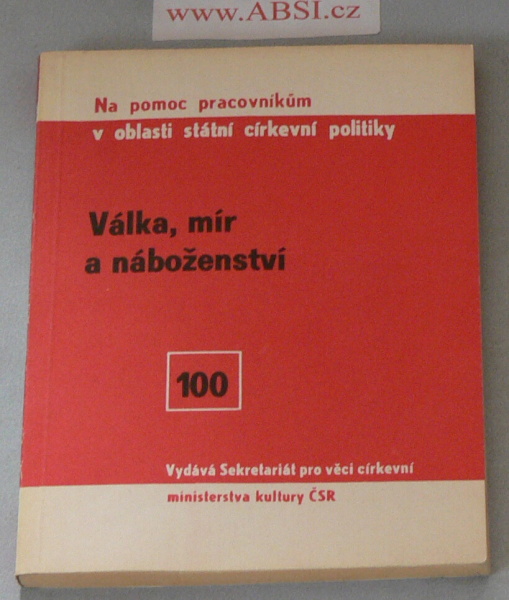 www.ABSI.cz
Na pomoc pracovníkům
v oblasti státní církevní politiky
Válka, mír
a náboženství
100
Vydává Sekretariát pro věci církevní
ministerstva kultury ČSR